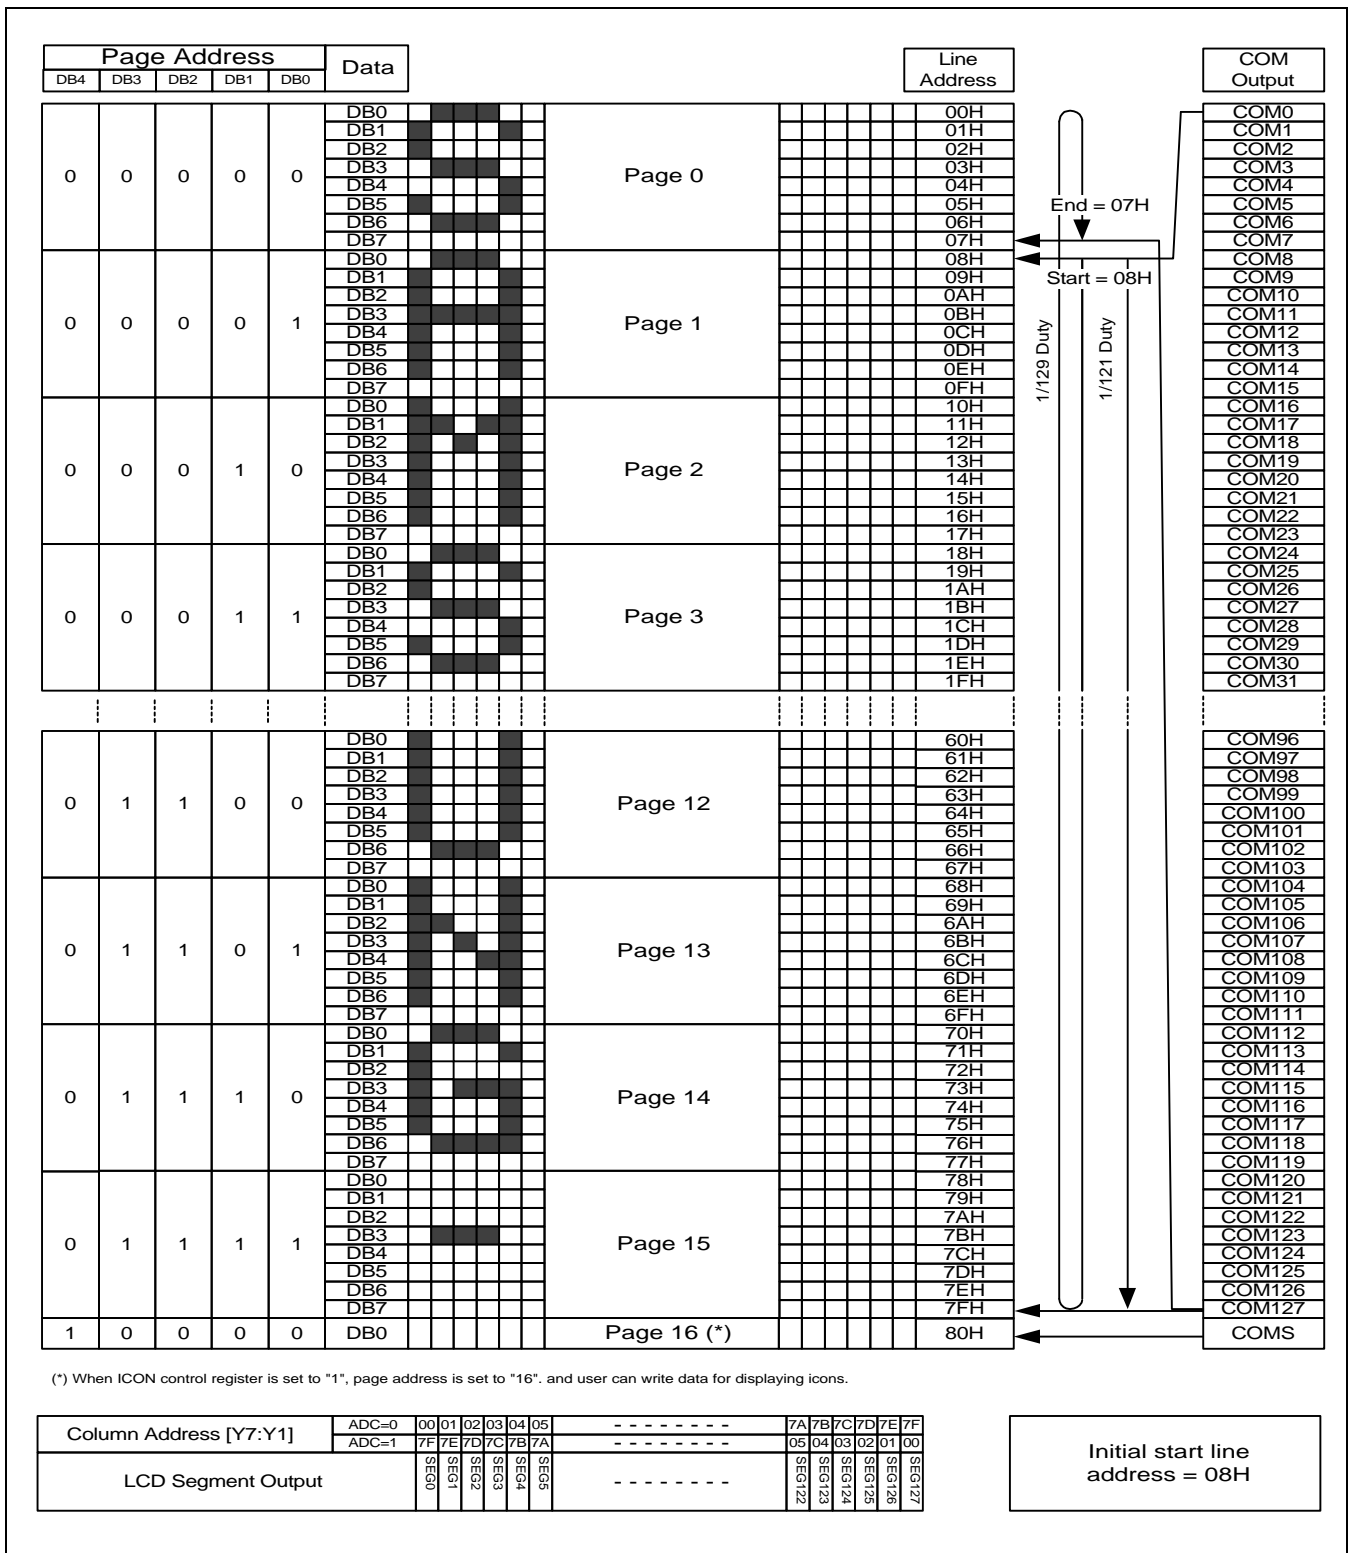 Page Address Data Line Address COM Output
DB4 DB3 DB2 DB1 DB0
DB0 00H COM0
DB1 01H COM1
DB2 02H COM2
DB3 03H COM3
0 0 0 0 0 DB4 Page 0 04H COM4
DB5 05H COM5
End = 07H
DB6 06H COM6
DB7 07H COM7
DB0 08H COM8
DB1 09H COM9
Start = 08H
DB2 0AH COM10
DB3 0BH COM11
0 0 0 0 1 DB4 Page 1 0CH COM12
DB5 0DH COM13
DB6 0EH COM14
DB7 0FH COM15
1/129 Duty
1/121 Duty
DB0 10H COM16
DB1 11H COM17
DB2 12H COM18
DB3 13H COM19
0 0 0 1 0 DB4 Page 2 14H COM20
DB5 15H COM21
DB6 16H COM22
DB7 17H COM23
DB0 18H COM24
DB1 19H COM25
DB2 1AH COM26
DB3 1BH COM27
0 0 0 1 1 DB4 Page 3 1CH COM28
DB5 1DH COM29
DB6 1EH COM30
DB7 1FH COM31
DB0 60H COM96
DB1 61H COM97
DB2 62H COM98
DB3 63H COM99
0 1 1 0 0 DB4 Page 12 64H COM100
DB5 65H COM101
DB6 66H COM102
DB7 67H COM103
DB0 68H COM104
DB1 69H COM105
DB2 6AH COM106
DB3 6BH COM107
0 1 1 0 1 DB4 Page 13 6CH COM108
DB5 6DH COM109
DB6 6EH COM110
DB7 6FH COM111
DB0 70H COM112
DB1 71H COM113
DB2 72H COM114
DB3 73H COM115
0 1 1 1 0 DB4 Page 14 74H COM116
DB5 75H COM117
DB6 76H COM118
DB7 77H COM119
DB0 78H COM120
DB1 79H COM121
DB2 7AH COM122
DB3 7BH COM123
0 1 1 1 1 DB4 Page 15 7CH COM124
DB5 7DH COM125
DB6 7EH COM126
DB7 7FH COM127
1 0 0 0 0 DB0 Page 16 (*) 80H COMS
(*) When ICON control register is set to "1", page address is set to "16". and user can write data for displaying icons.
Column Address [Y7:Y1] ADC=0 00 01 02 03 04 05 - - - - - - - - 7A 7B 7C 7D 7E 7F
ADC=1 7F 7E 7D 7C 7B 7A - - - - - - - - 05 04 03 02 01 00
LCD Segment Output SEG0 SEG1 SEG2 SEG3 SEG4 SEG5 - - - - - - - - SEG122 SEG123 SEG124 SEG125 SEG126 SEG127
Initial start line
address = 08H